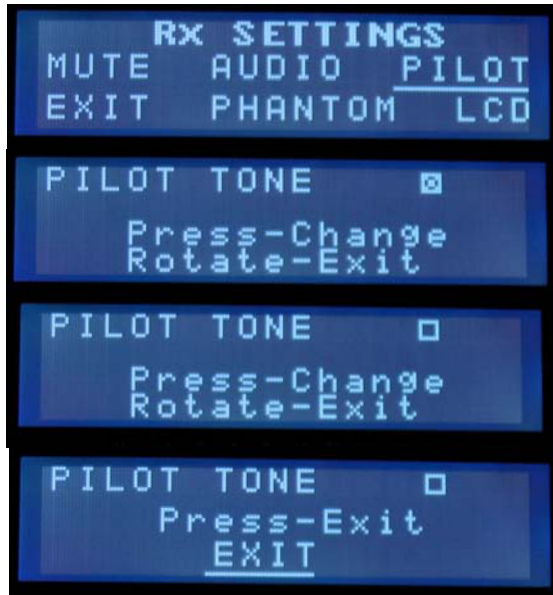 Rx SETTINGS
MUTE AUDIO PILOT
EXIT PHANTOM LCD
PILOT TONE
Press-Change
Rotate-Exit
PILOT TONE
Press-Change
Rotate-Exit
PILOT TONE
Press-Exit
EXIT